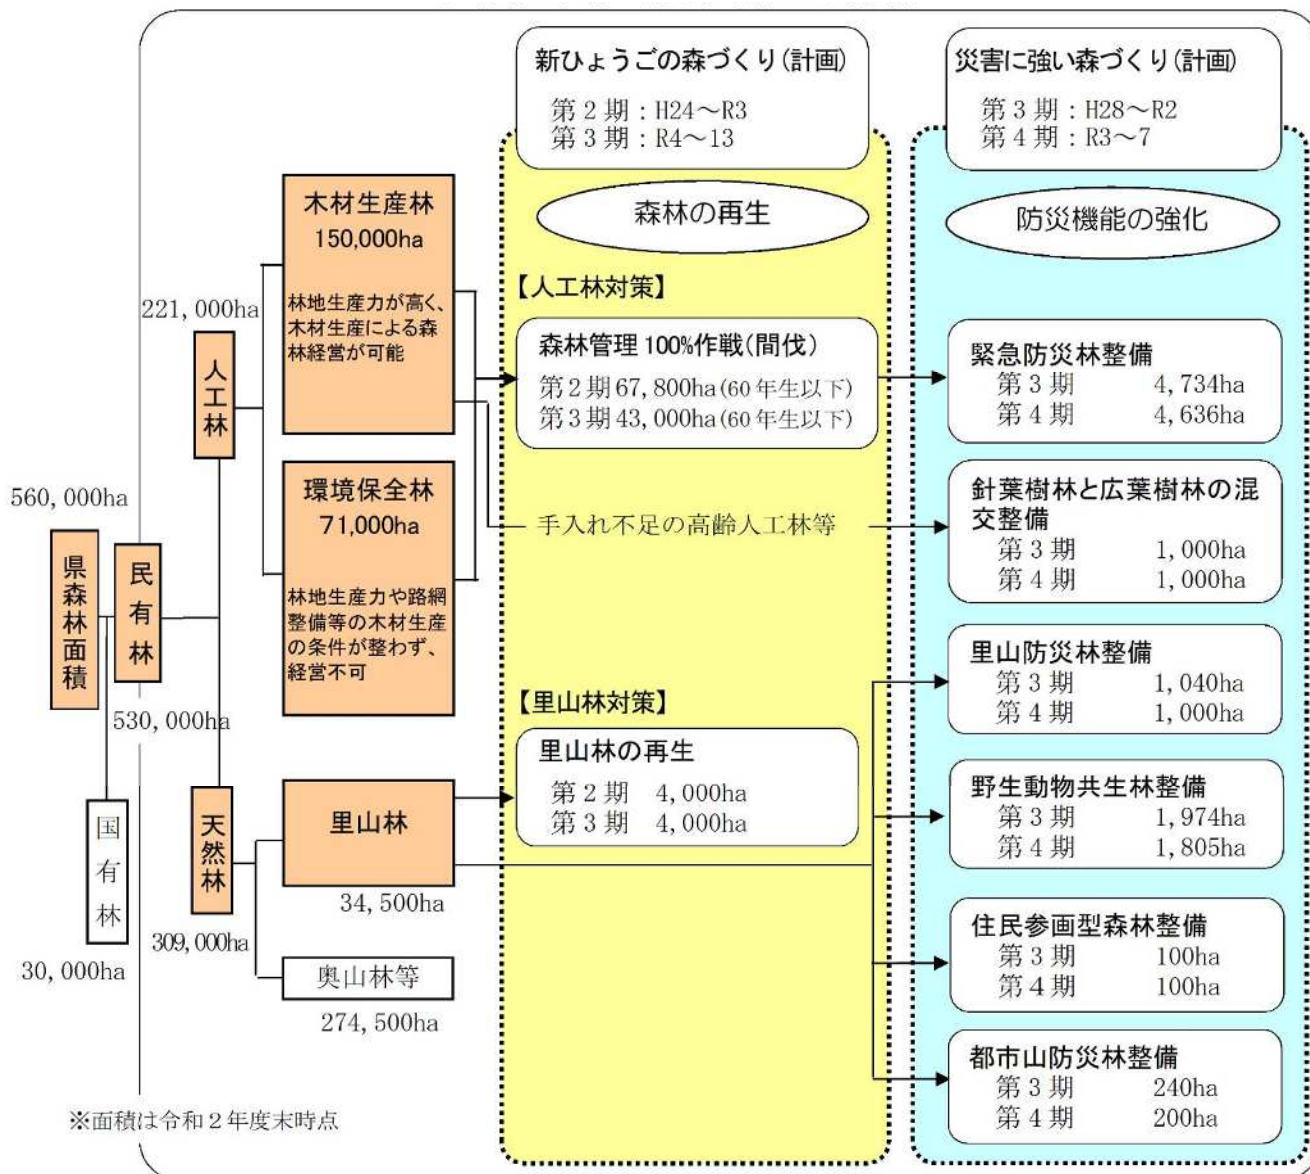 県森林面積
560,000ha
民有林
530,000ha
国有林
30,000ha
人工林
221,000ha
天然林
309,000ha
木材生産林
150,000ha
林地生産力が高く、
木材生産による森
林経営が可能
環境保全林
71,000ha
林地生産力や路網
整備等の木材生産
の条件が整わず、
経営不可
里山林
34,500ha
奥山林等
274,500ha
※面積は令和２年度末時点
新ひょうごの森づくり(計画)
第２期：H24～R3
第３期：R4～13
森林の再生
【人工林対策】
森林管理 100%作戦(間伐)
第２期 67,800ha(60 年生以下)
第３期 43,000ha(60 年生以下)
手入れ不足の高齢人工林等
【里山林対策】
里山林の再生
第２期 4,000ha
第３期 4,000ha
災害に強い森づくり(計画)
第３期：H28～R2
第４期：R3～7
防災機能の強化
緊急防災林整備
第３期 4,734ha
第４期 4,636ha
針葉樹林と広葉樹林の混
交整備
第３期 1,000ha
第４期 1,000ha
里山防災林整備
第３期 1,040ha
第４期 1,000ha
野生動物共生林整備
第３期 1,974ha
第４期 1,805ha
住民参画型森林整備
第３期 100ha
第４期 100ha
都市山防災林整備
第３期 240ha
第４期 200ha